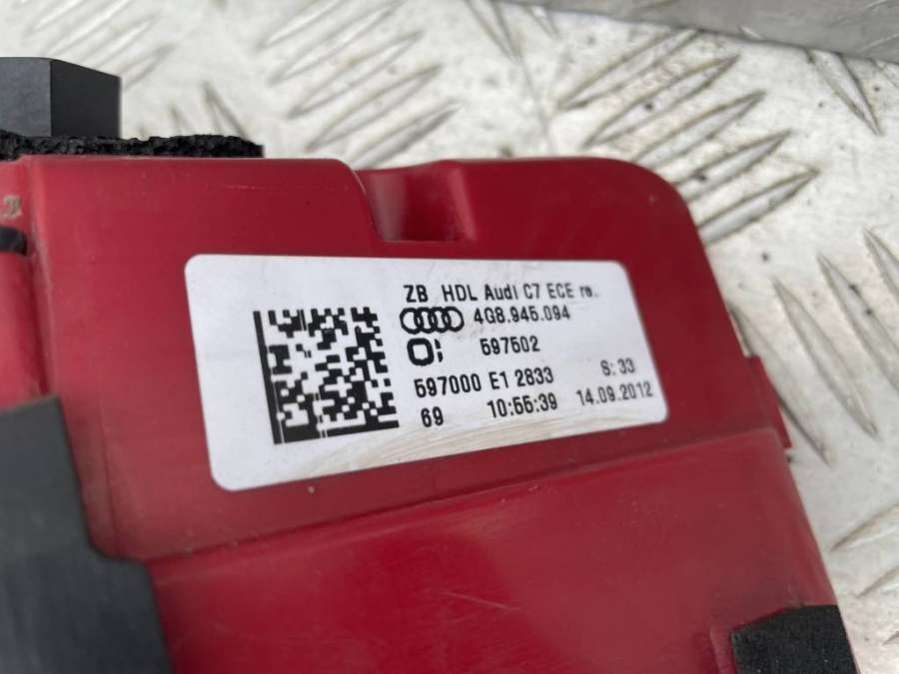 ZB HDL Audi C7 ECE re.
4G8.945.094
597502
597000 E1 2833 S: 33
69 10:55:39 14.09.2012